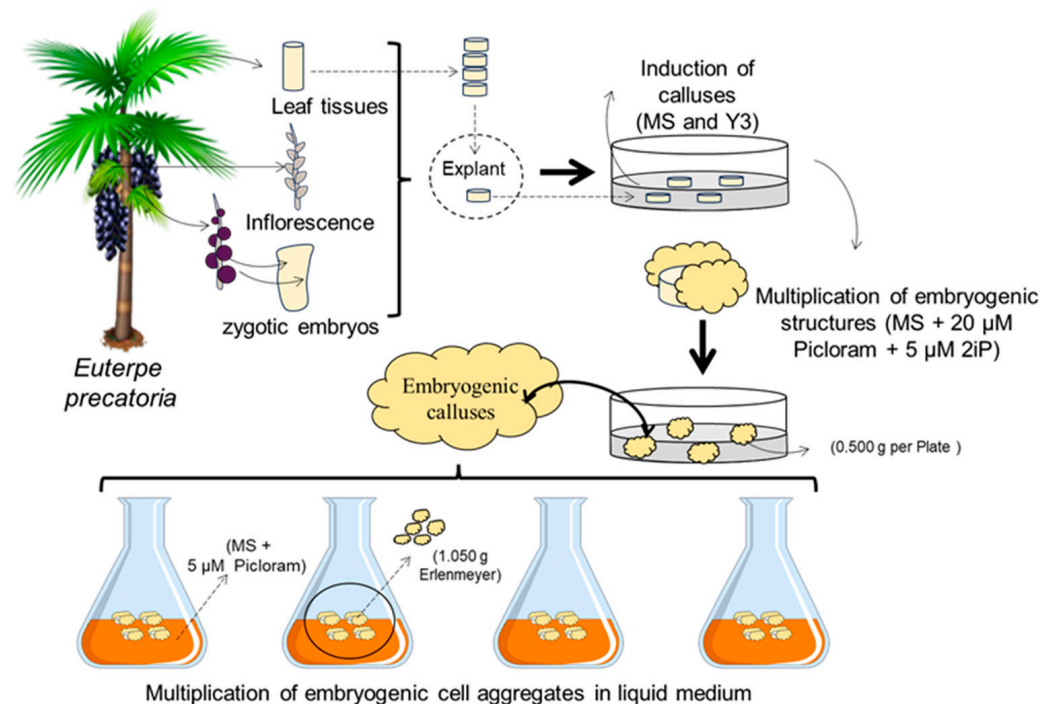 Leaf tissues
Inflorescence
zygotic embryos
Euterpe
precatoria
Explant
Induction of
calluses
(MS and Y3)
Multiplication of embryogenic
structures (MS + 20 µM
Picloram + 5 µM 2iP)
Embryogenic
calluses
(0.500 g per Plate )
(MS +
5 µM Picloram)
(1.050 g
Erlenmeyer)
Multiplication of embryogenic cell aggregates in liquid medium